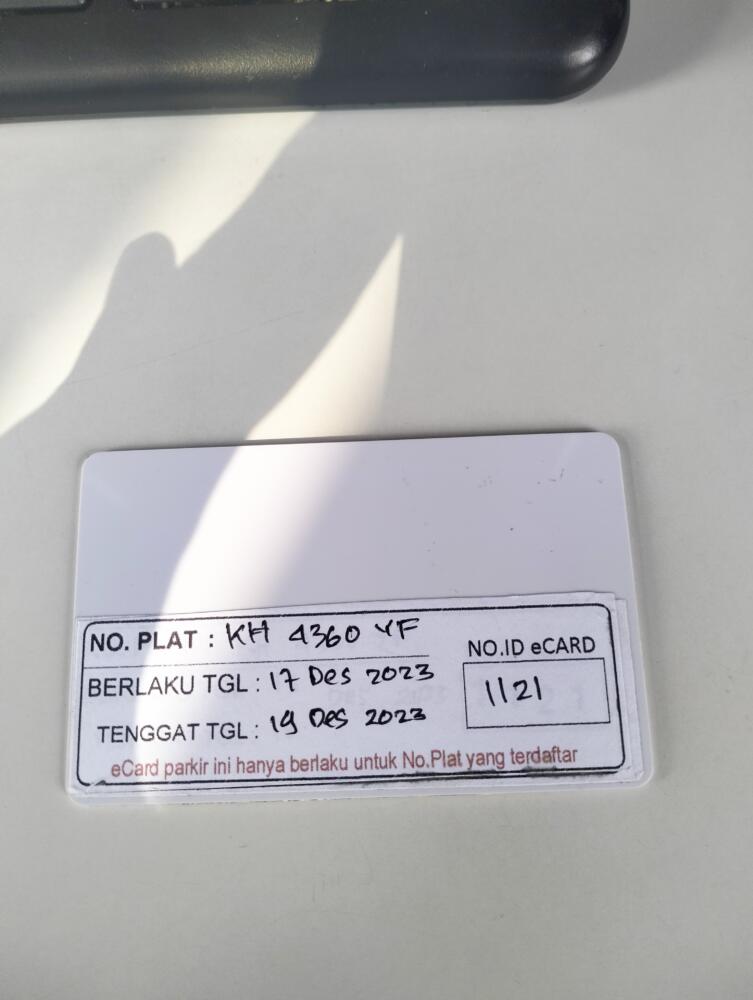 NO. PLAT : KH 4360 YF
BERLAKU TGL : 17 Des 2023
TENGGAT TGL : 19 Des 2023
NO.ID eCARD
1121
eCard parkir ini hanya berlaku untuk No.Plat yang terdaftar